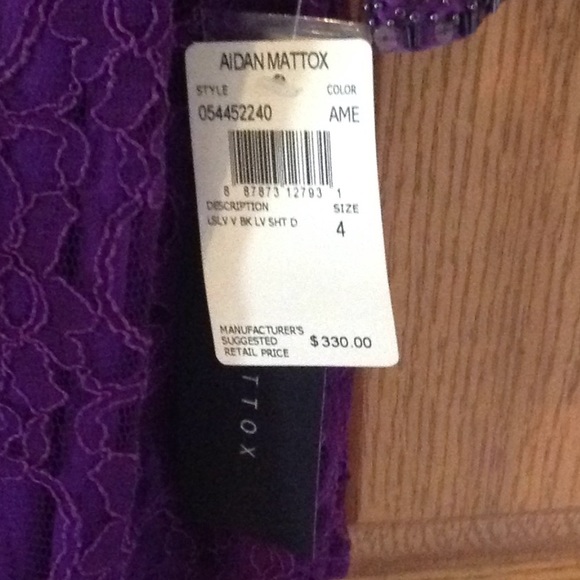 AIDAN MATTOX
STYLE COLOR
054452240 AME
8 87873 12793 1
DESCRIPTION SIZE
LSLV V BK LV SHT D 4
MANUFACTURER'S
SUGGESTED
RETAIL PRICE $330.00
TTOX